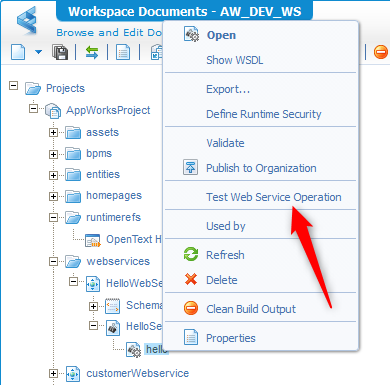 Workspace Documents - AW_DEV_WS
Browse and Edit Do
Projects
AppWorksProject
assets
bpms
entities
homepages
runtimerefs
OpenText H
webservices
HelloWebSe
Schema
HelloSe
hello
customerWebservice
Open
Show WSDL
Export...
Define Runtime Security
Validate
Publish to Organization
Test Web Service Operation
Used by
Refresh
Delete
Clean Build Output
Properties